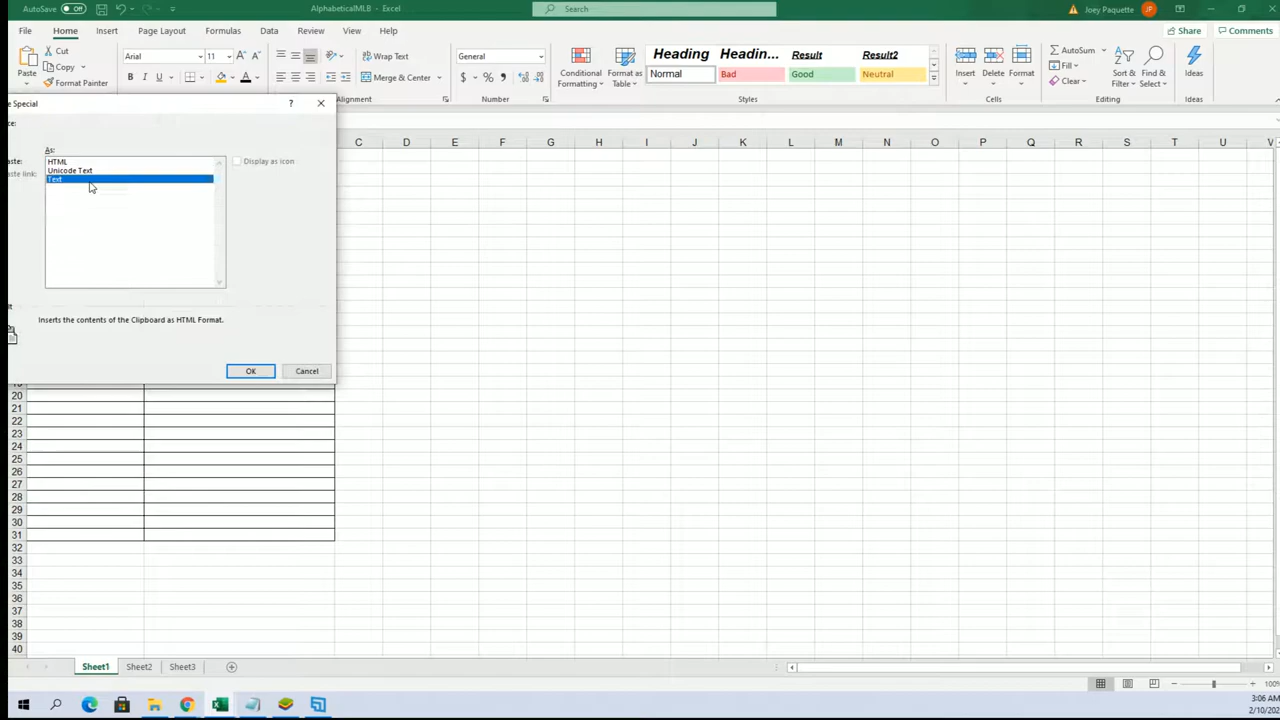 AutoSave Off AlphabeticalMLB - Excel Search Joey Paquette JP
File Home Insert Page Layout Formulas Data Review View Help Share Comments
Paste Cut Copy Format Painter
Arial 11 Wrap Text Merge & Center General
B I U A $ % 9
Conditional Formatting Format as Table
Heading Headin... Result Result2
Normal Bad Good Neutral
Insert Delete Format
AutoSum Fill Clear Sort & Filter Find & Select Ideas
Alignment Number Styles Cells Editing Ideas
e Special ? ×
As:
HTML
Unicode Text
Text
Display as icon
Inserts the contents of the Clipboard as HTML Format.
OK Cancel
C D E F G H I J K L M N O P Q R S T U V
20
21
22
23
24
25
26
27
28
29
30
31
32
33
34
35
36
37
38
39
40
Sheet1 Sheet2 Sheet3
100%
3:06 AM
2/10/202